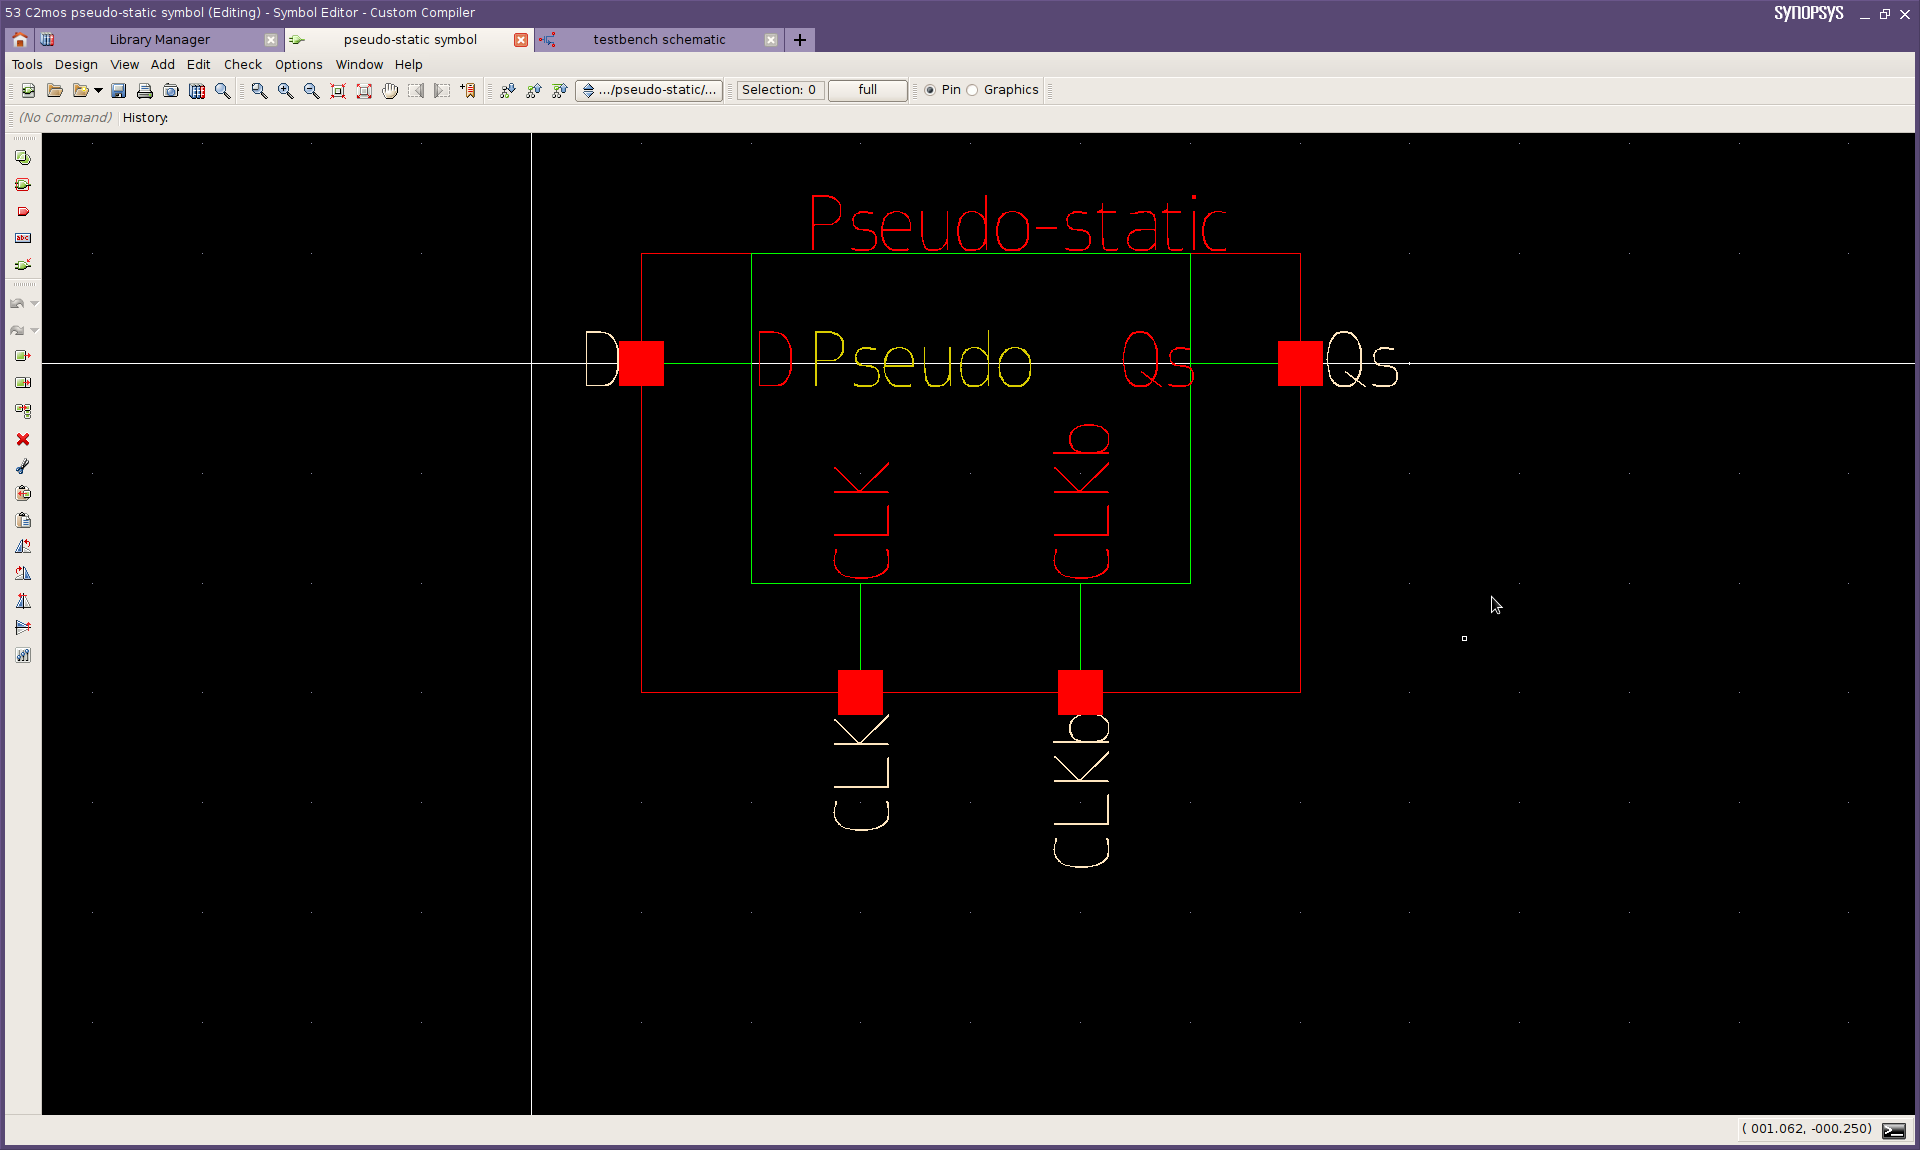 53 C2mos pseudo-static symbol (Editing) - Symbol Editor - Custom Compiler
SYNOPSYS
Library Manager
pseudo-static symbol
testbench schematic
Tools Design View Add Edit Check Options Window Help
.../pseudo-static/...
Selection: 0
full
Pin
Graphics
(No Command) History:
abc
Pseudo-static
D
D
Pseudo
Qs
Qs
CLK
CLKb
CLK
CLKb
( 001.062, -000.250)